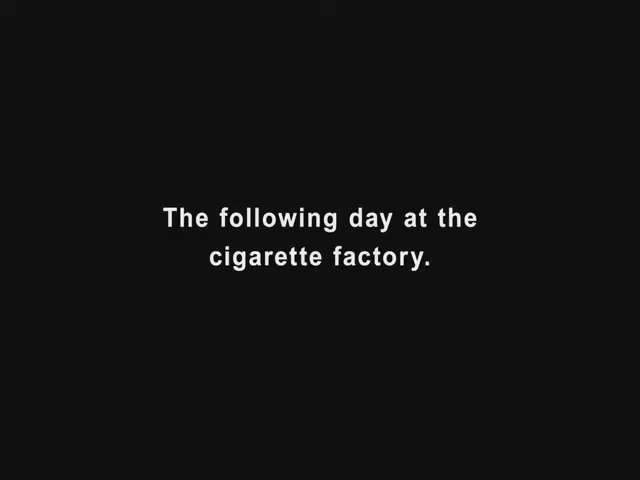 The following day at the
cigarette factory.